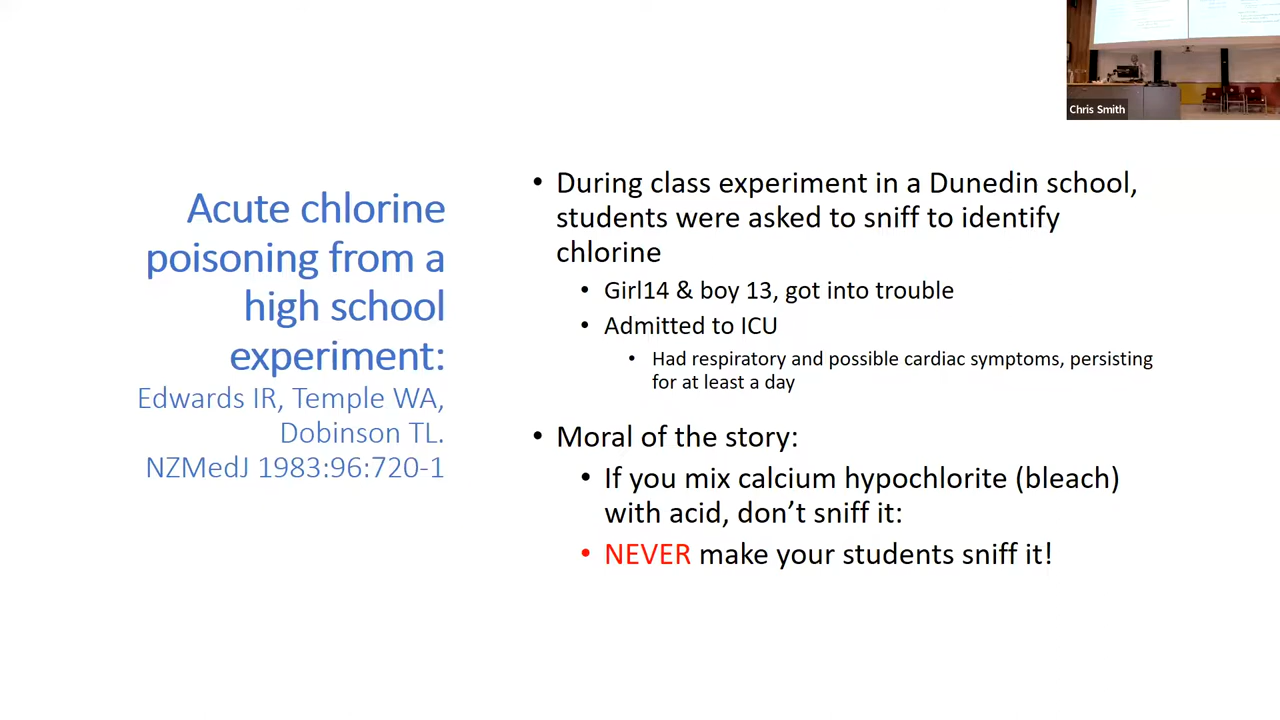 Chris Smith
Acute chlorine
poisoning from a
high school
experiment:
Edwards IR, Temple WA,
Dobinson TL.
NZMedJ 1983:96:720-1
• During class experiment in a Dunedin school,
students were asked to sniff to identify
chlorine
• Girl14 & boy 13, got into trouble
• Admitted to ICU
• Had respiratory and possible cardiac symptoms, persisting
for at least a day
• Moral of the story:
• If you mix calcium hypochlorite (bleach)
with acid, don’t sniff it:
• NEVER make your students sniff it!